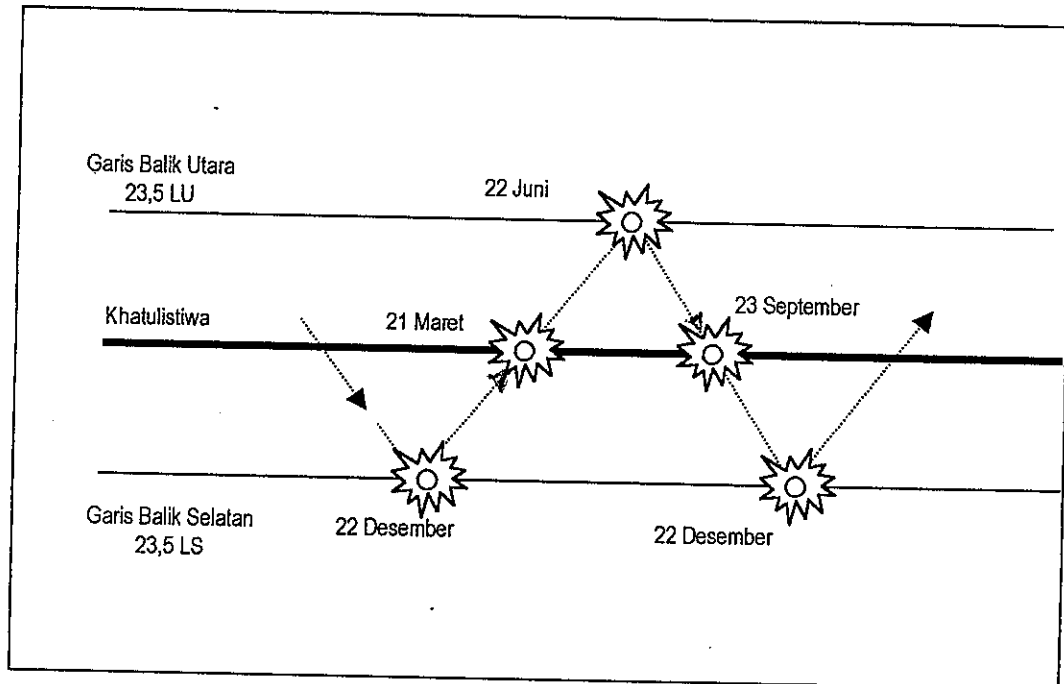 Garis Balik Utara
23,5 LU
22 Juni
Khatulistiwa
21 Maret
23 September
Garis Balik Selatan
23,5 LS
22 Desember
22 Desember